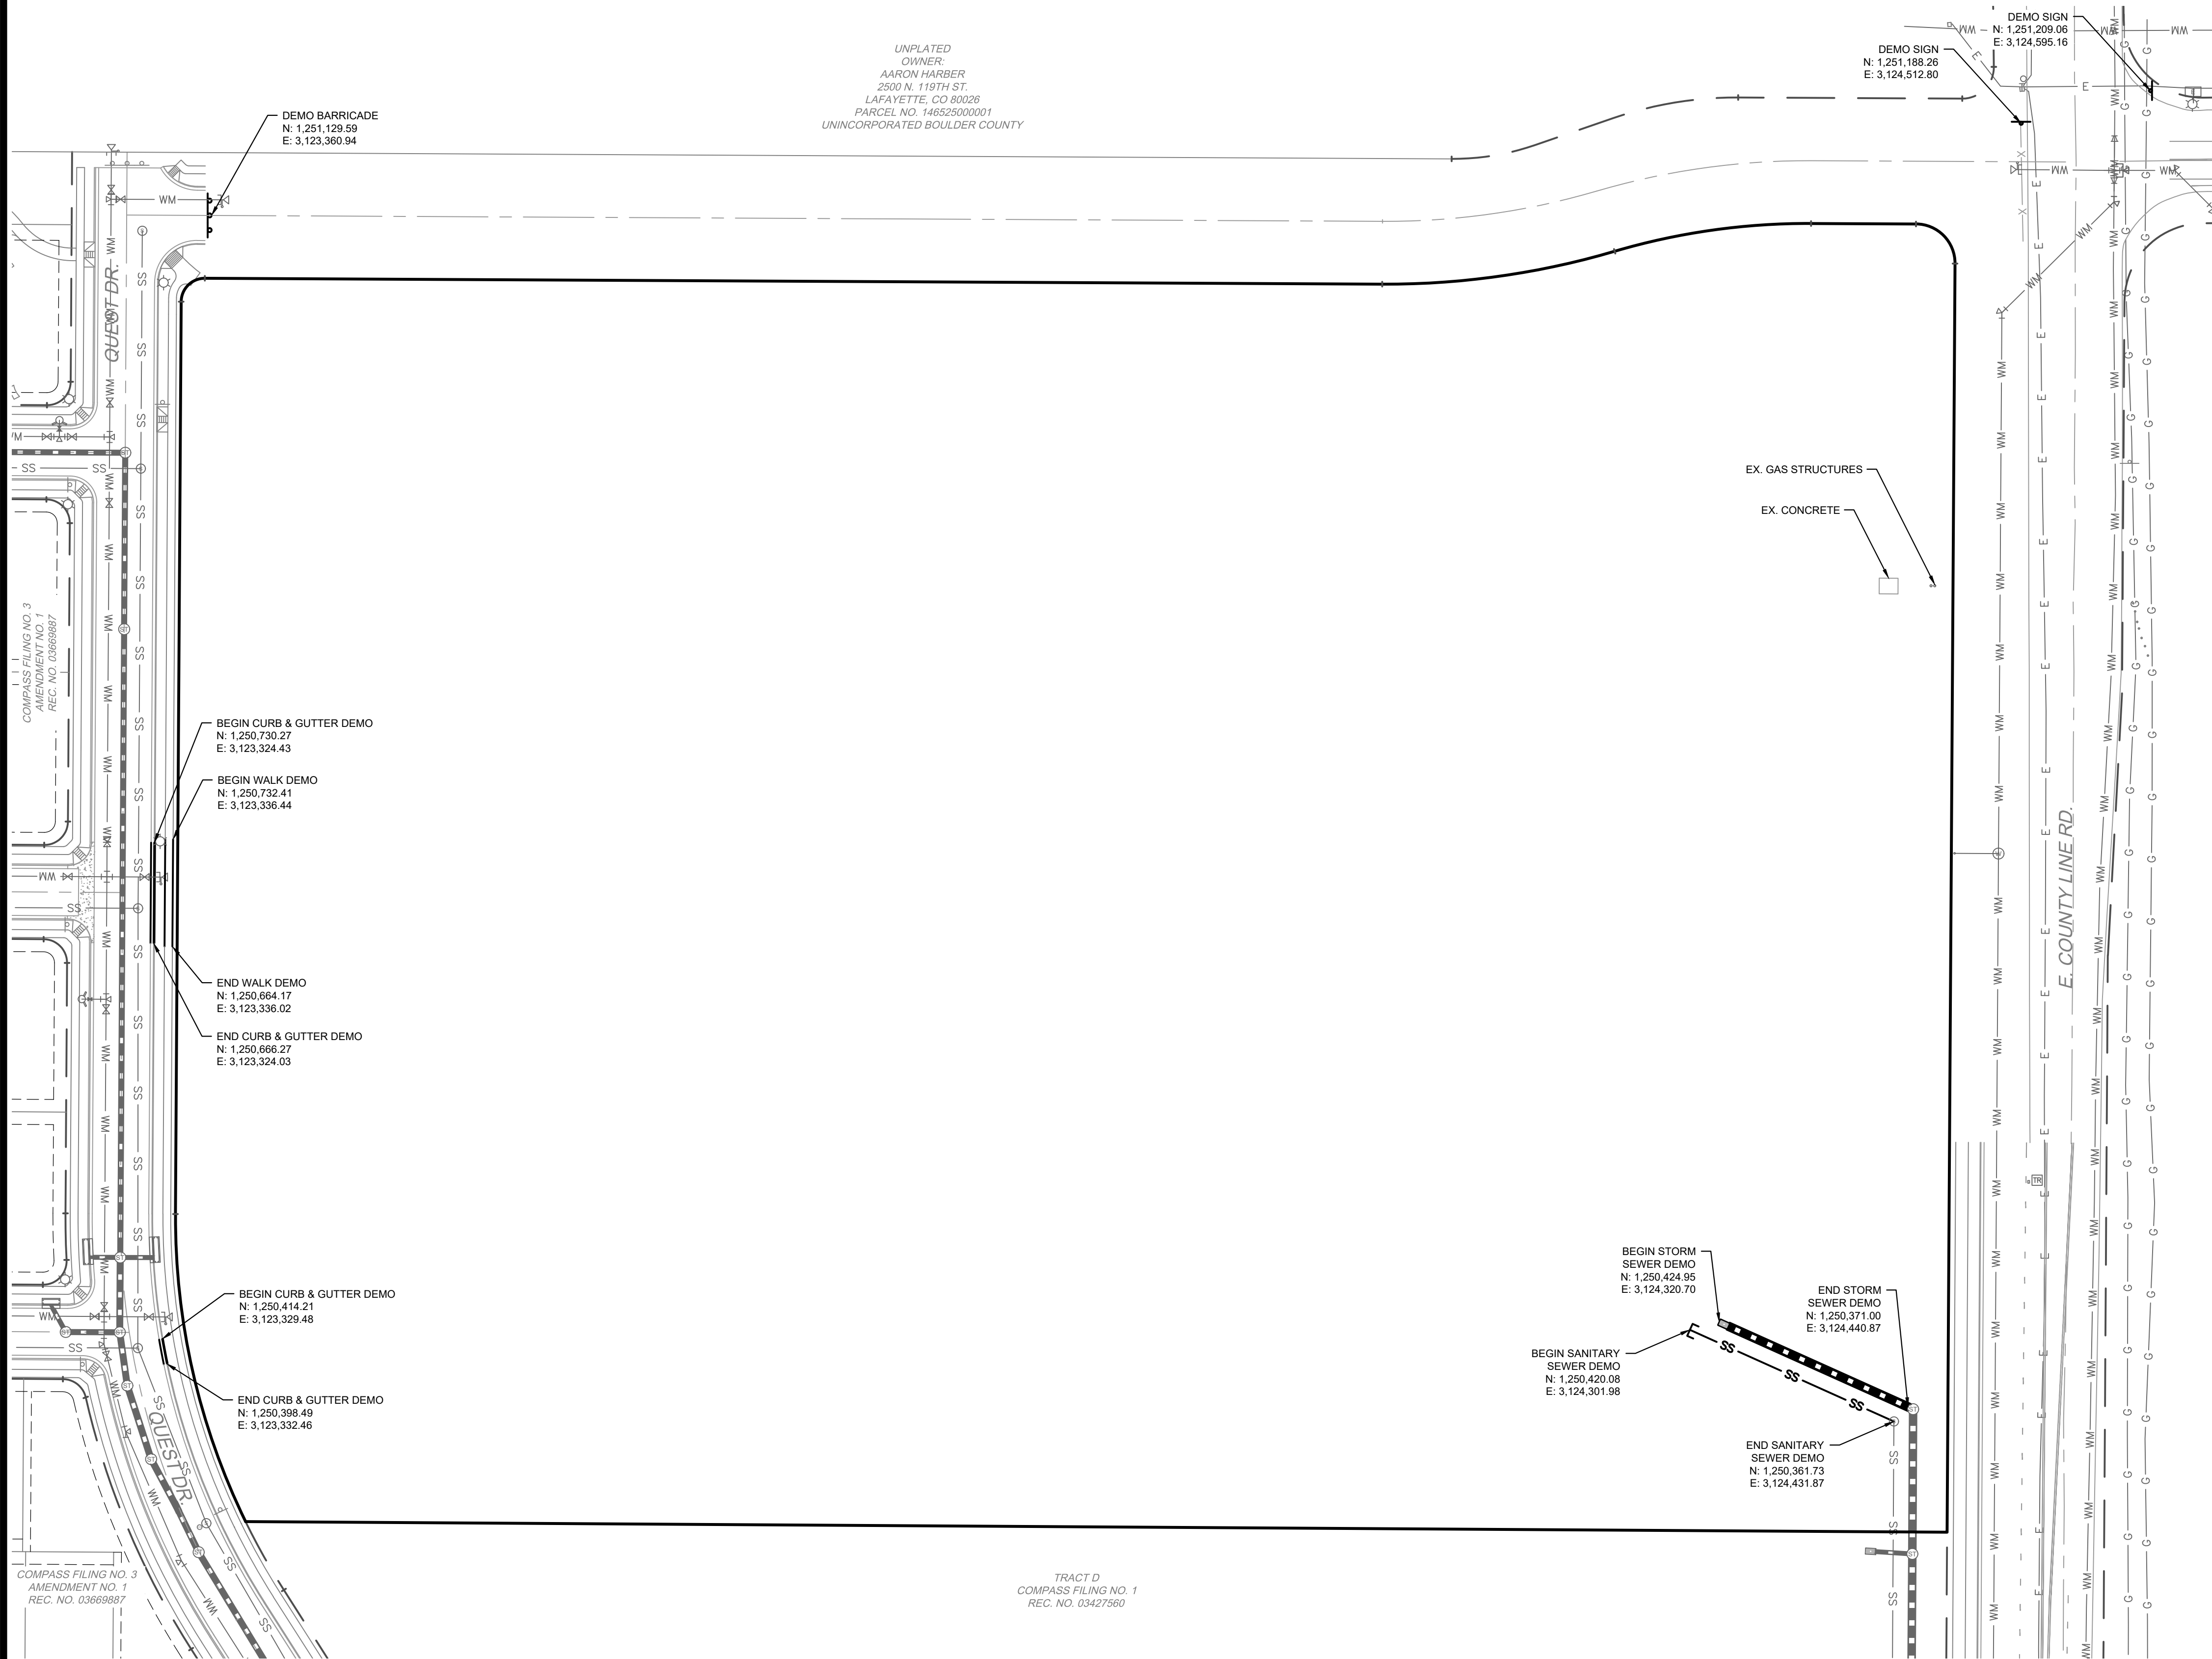 UNPLATED
OWNER:
AARON HARBER
2500 N. 119TH ST.
LAFAYETTE, CO 80026
PARCEL NO. 146525000001
UNINCORPORATED BOULDER COUNTY
DEMO SIGN
N: 1,251,209.06
E: 3,124,595.16
DEMO SIGN
N: 1,251,188.26
E: 3,124,512.80
DEMO BARRICADE
N: 1,251,129.59
E: 3,123,360.94
QUEST DR.
EX. GAS STRUCTURES
EX. CONCRETE
COMPASS FILING NO. 3
AMENDMENT NO. 1
REC. NO. 03669887
BEGIN CURB & GUTTER DEMO
N: 1,250,730.27
E: 3,123,324.43
BEGIN WALK DEMO
N: 1,250,732.41
E: 3,123,336.44
E. COUNTY LINE RD.
END WALK DEMO
N: 1,250,664.17
E: 3,123,336.02
END CURB & GUTTER DEMO
N: 1,250,666.27
E: 3,123,324.03
TR
BEGIN STORM
SEWER DEMO
N: 1,250,424.95
E: 3,124,320.70
END STORM
SEWER DEMO
N: 1,250,371.00
E: 3,124,440.87
BEGIN CURB & GUTTER DEMO
N: 1,250,414.21
E: 3,123,329.48
BEGIN SANITARY
SEWER DEMO
N: 1,250,420.08
E: 3,124,301.98
SS
SS
SS
END CURB & GUTTER DEMO
N: 1,250,398.49
E: 3,123,332.46
QUEST DR.
END SANITARY
SEWER DEMO
N: 1,250,361.73
E: 3,124,431.87
COMPASS FILING NO. 3
AMENDMENT NO. 1
REC. NO. 03669887
TRACT D
COMPASS FILING NO. 1
REC. NO. 03427560